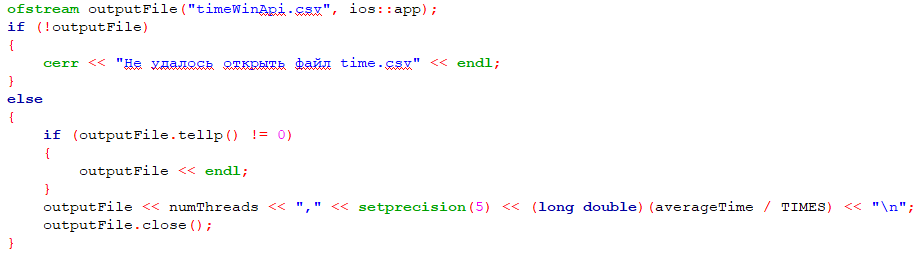 ofstream outputFile("timeWinApi.csv", ios::app);
if (!outputFile)
{
    cerr << "Не удалось открыть файл time.csv" << endl;
}
else
{
    if (outputFile.tellp() != 0)
    {
        outputFile << endl;
    }
    outputFile << numThreads << "," << setprecision(5) << (long double)(averageTime / TIMES) << "\n";
    outputFile.close();
}